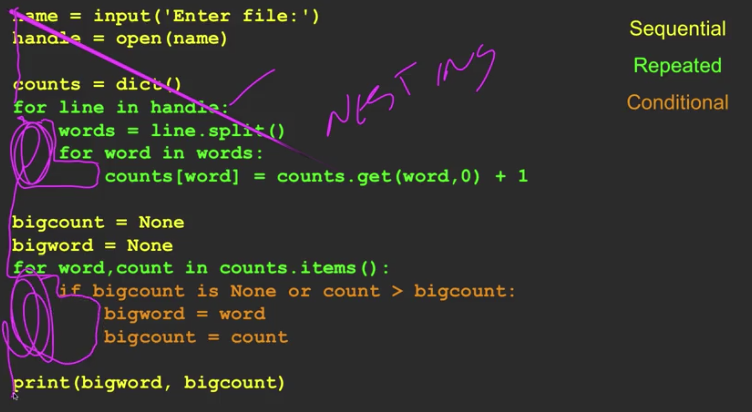 name = input('Enter file:')
handle = open(name)
counts = dict()
for line in handle:
    words = line.split()
    for word in words:
        counts[word] = counts.get(word,0) + 1
bigcount = None
bigword = None
for word,count in counts.items():
    if bigcount is None or count > bigcount:
        bigword = word
        bigcount = count
print(bigword, bigcount)
NESTING
Sequential
Repeated
Conditional